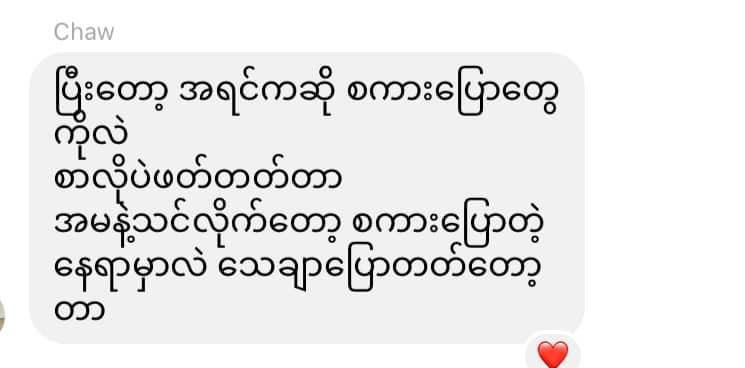 Chaw
ပြီးတော့ အရင်ကဆို စကားပြောတွေ
ကိုလဲ
စာလိုပဲဖတ်တတ်တာ
အမနဲ့သင်လိုက်တော့ စကားပြောတဲ့
နေရာမှာလဲ သေချာပြောတတ်တော့
တာ